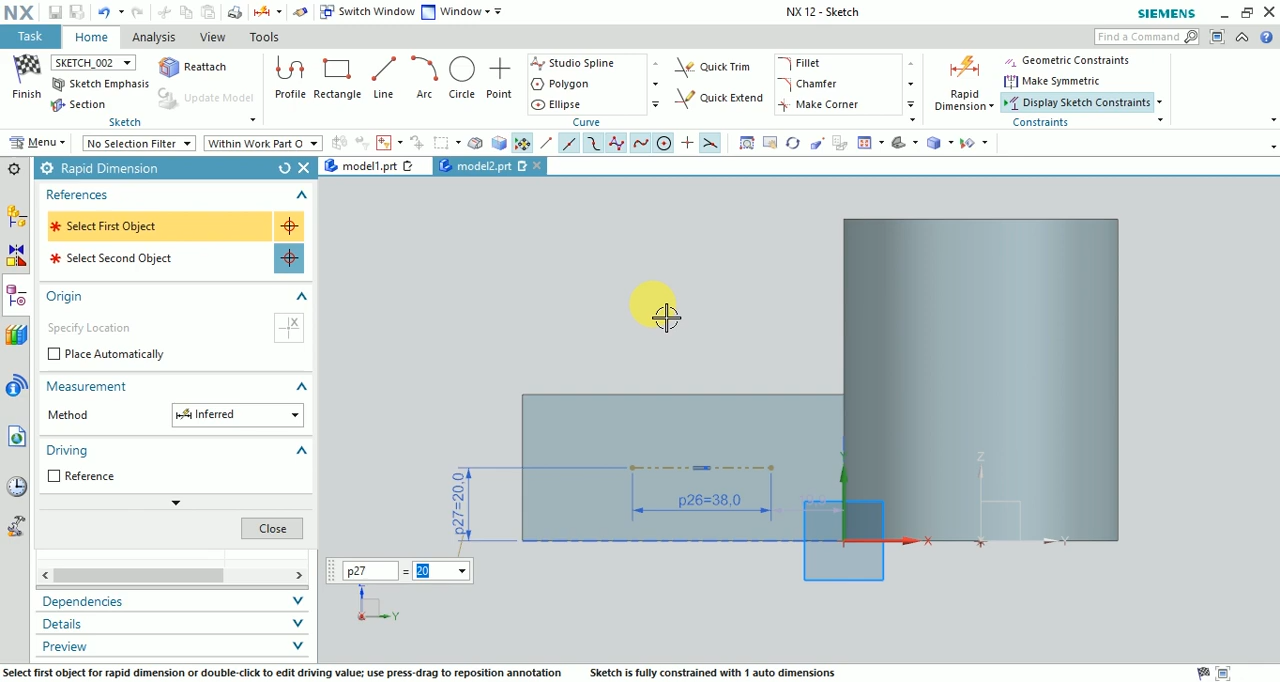 NX
Switch Window
Window
NX 12 - Sketch
SIEMENS
Task
Home
Analysis
View
Tools
Find a Command
Finish
SKETCH_002
Sketch Emphasis
Section
Reattach
Update Model
Sketch
Profile
Rectangle
Line
Arc
Circle
Point
Studio Spline
Polygon
Ellipse
Curve
Quick Trim
Quick Extend
Fillet
Chamfer
Make Corner
Rapid
Dimension
Geometric Constraints
Make Symmetric
Display Sketch Constraints
Constraints
Menu
No Selection Filter
Within Work Part O
Rapid Dimension
model1.prt
model2.prt
References
* Select First Object
* Select Second Object
Origin
Specify Location
Place Automatically
Measurement
Method
Inferred
Driving
Reference
Close
Dependencies
Details
Preview
p27=20,0
p26=38,0
Y
X
Z
Y
p27 = 20
Y
Select first object for rapid dimension or double-click to edit driving value; use press-drag to reposition annotation
Sketch is fully constrained with 1 auto dimensions